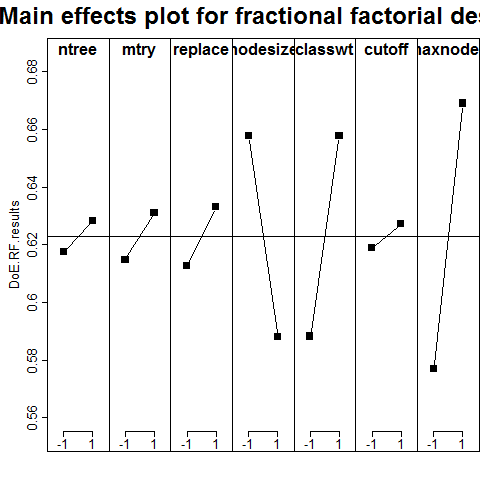 Main effects plot for fractional factorial des
ntree mtry replace nodesize classwt cutoff maxnode
DoE.RF.results
0.68
0.66
0.64
0.62
0.6
0.58
0.56
-1 1 -1 1 -1 1 -1 1 -1 1 -1 1 -1 1